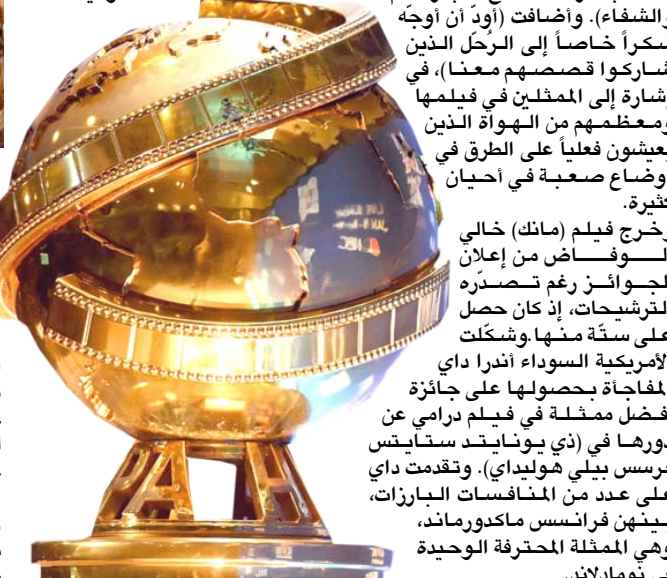 والشفاء). وأضافت (أودّ أن أوجّه
شكراً خاصاً إلى الرُحّل الذين
شاركوا قصصهم معنا)، في
إشارة إلى الممثلين في فيلمها
ومعظمهم من الهواة الذين
يعيشون فعلياً على الطرق في
أوضاع صعبة في أحيان
كثيرة.
وخرج فيلم (مانك) خالي
الوفاض من إعلان
الجوائز رغم تصدّره
الترشيحات، إذ كان حصل
على ستّة منها.وشكّلت
الأمريكية السوداء أندرا داي
المفاجأة بحصولها على جائزة
أفضل ممثلة في فيلم درامي عن
دورها في (ذي يونايتد ستايتس
فرسس بيلي هوليداي). وتقدمت داي
على عدد من المنافسات البارزات،
بينهن فرانسس ماكدورماند،
وهي الممثلة المحترفة الوحيدة
في نومادلاند.